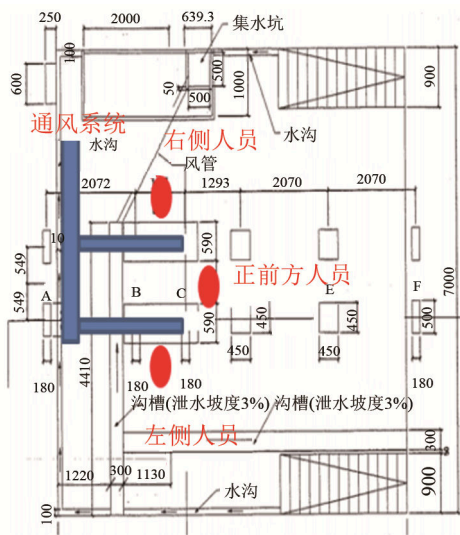 250
2000
639.3
集水坑
100
600
50
500
500
1000
900
通风系统
水沟
右侧人员
风管
水沟
2072
1293
2070
2070
10
590
549
549
A
B
C
正前方人员
E
F
7000
590
450
450
500
450
450
180
4410
180
180
180
沟槽(泄水坡度3%)
沟槽(泄水坡度3%)
左侧人员
300
1220
300
1130
900
水沟
100